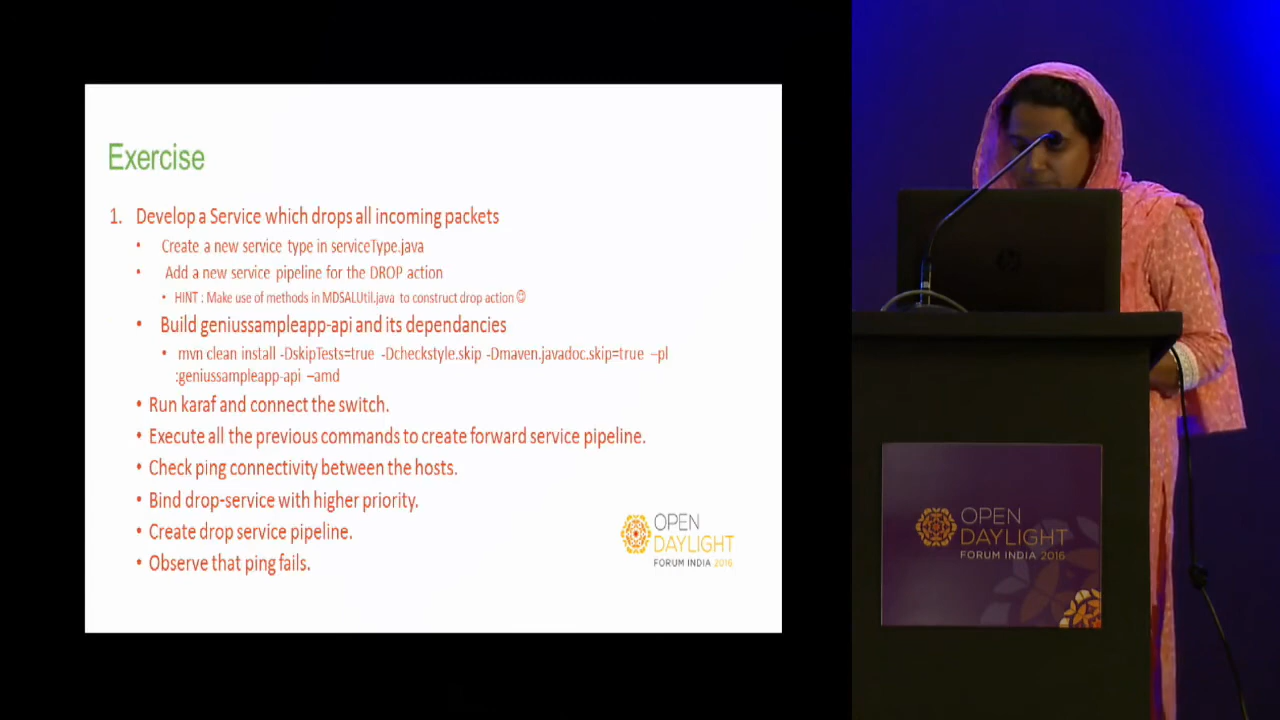 Exercise
1. Develop a Service which drops all incoming packets
• Create a new service type in serviceType.java
• Add a new service pipeline for the DROP action
• HINT : Make use of methods in MDSALUtil.java to construct drop action ☺
• Build geniussampleapp-api and its dependancies
• mvn clean install -DskipTests=true -Dcheckstyle.skip -Dmaven.javadoc.skip=true –pl
:geniussampleapp-api –amd
• Run karaf and connect the switch.
• Execute all the previous commands to create forward service pipeline.
• Check ping connectivity between the hosts.
• Bind drop-service with higher priority.
• Create drop service pipeline.
• Observe that ping fails.
OPEN
DAYLIGHT
FORUM INDIA 2016
OPEN
DAYLIGHT
FORUM INDIA 2016